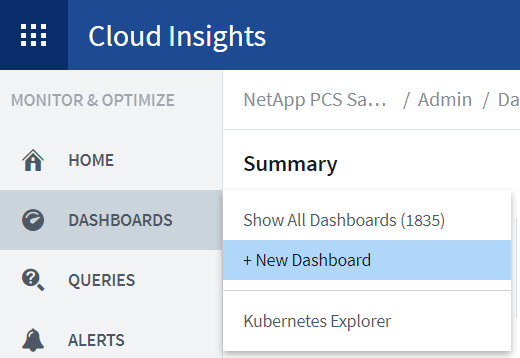 Cloud Insights
MONITOR & OPTIMIZE
NetApp PCS Sa... / Admin / Da
HOME
Summary
DASHBOARDS
Show All Dashboards (1835)
+ New Dashboard
QUERIES
Kubernetes Explorer
ALERTS